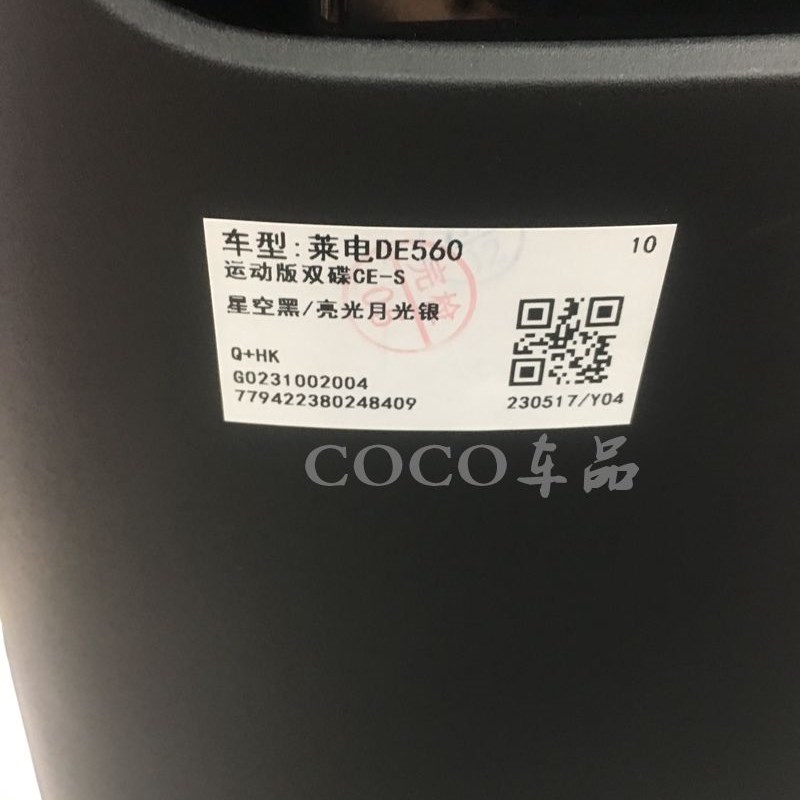 车型:莱电DE560
10
运动版双碟CE-S
星空黑/亮光月光银
Q+HK
G0231002004
779422380248409
230517/Y04
COCO车品